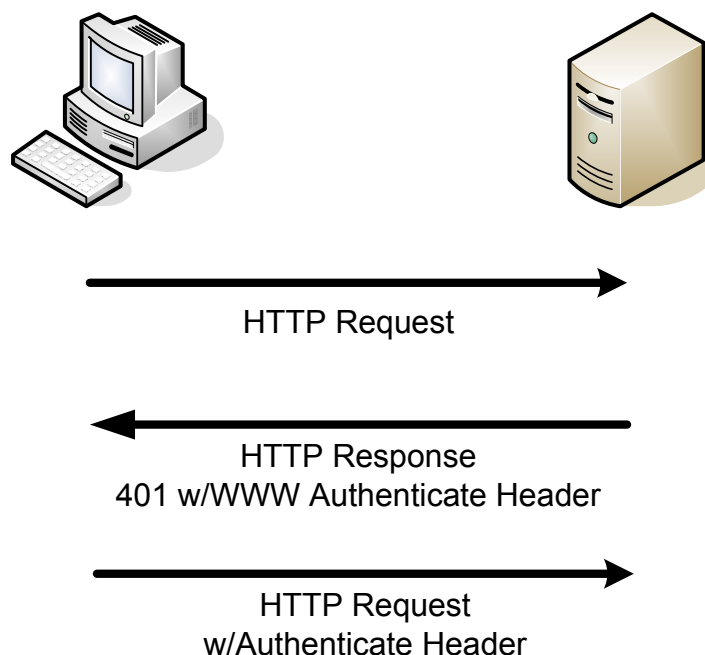 HTTP Request
HTTP Response
401 w/WWW Authenticate Header
HTTP Request
w/Authenticate Header